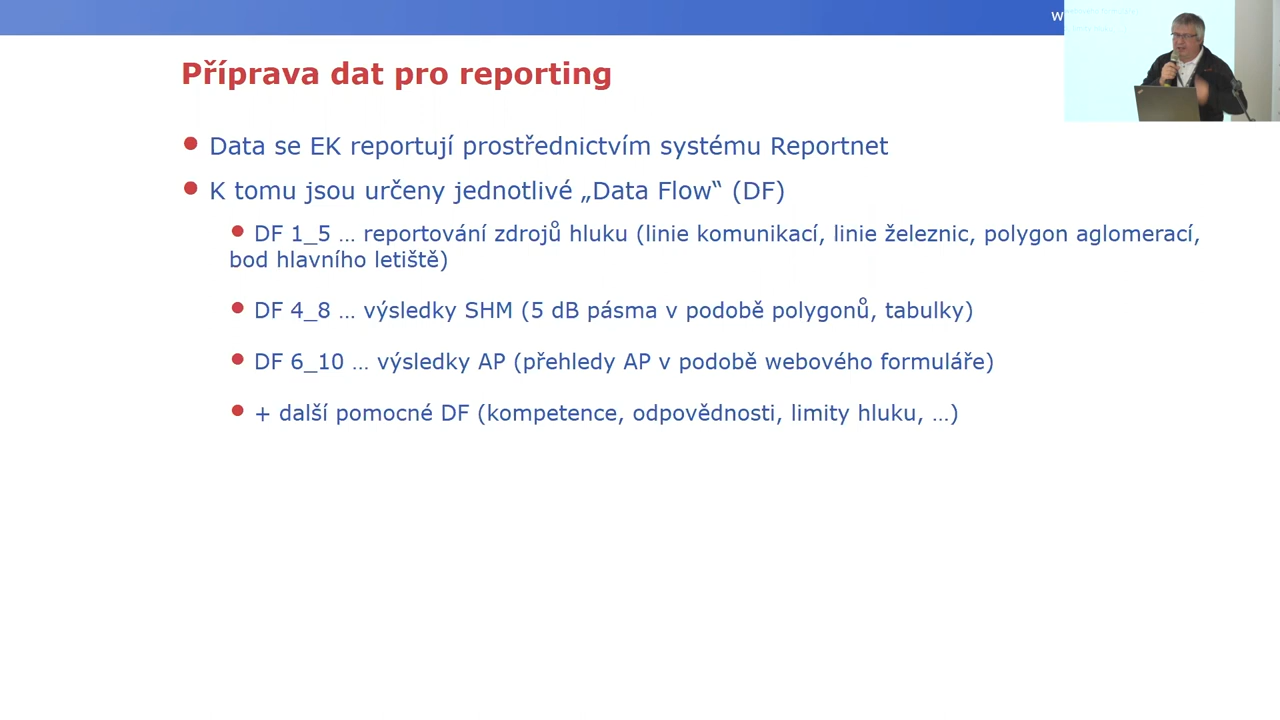 Příprava dat pro reporting
Data se EK reportují prostřednictvím systému Reportnet
K tomu jsou určeny jednotlivé „Data Flow“ (DF)
DF 1_5 … reportování zdrojů hluku (linie komunikací, linie železnic, polygon aglomerací,
bod hlavního letiště)
DF 4_8 … výsledky SHM (5 dB pásma v podobě polygonů, tabulky)
DF 6_10 … výsledky AP (přehledy AP v podobě webového formuláře)
+ další pomocné DF (kompetence, odpovědnosti, limity hluku, …)